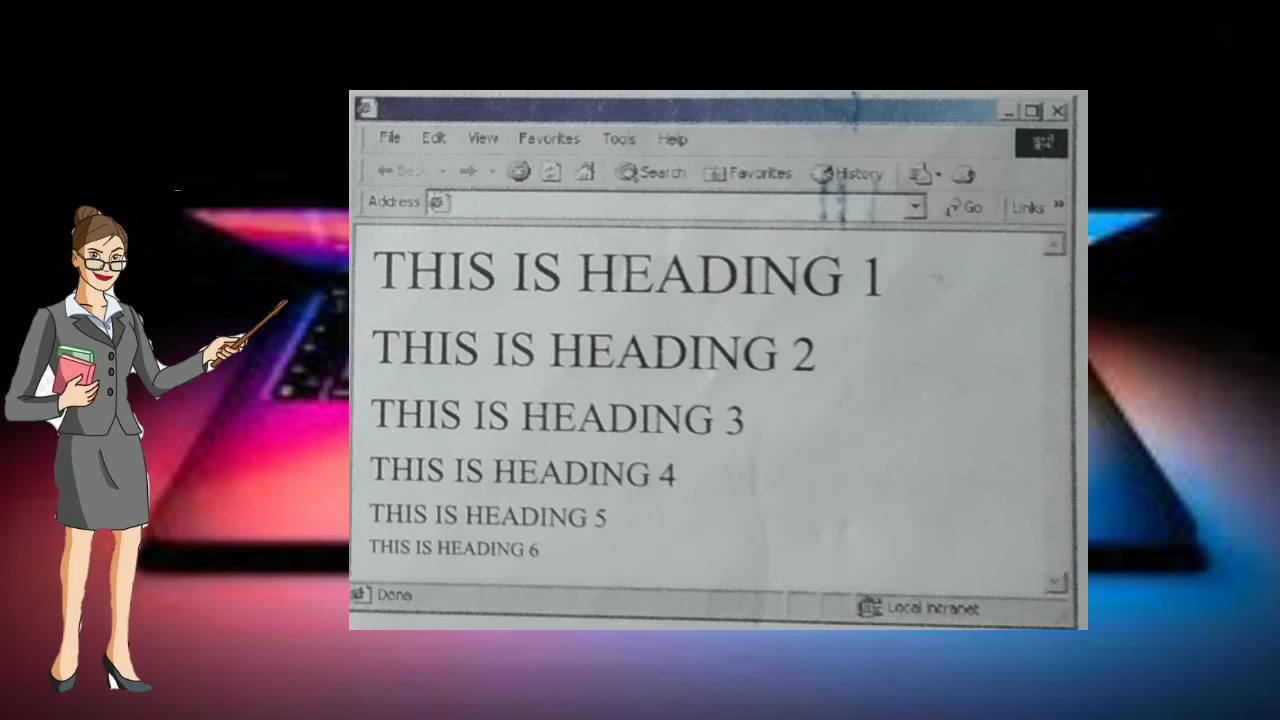 File Edit View Favorites Tools Help
Back Search Favorites History
Address Go Links »
THIS IS HEADING 1
THIS IS HEADING 2
THIS IS HEADING 3
THIS IS HEADING 4
THIS IS HEADING 5
THIS IS HEADING 6
Done Local intranet